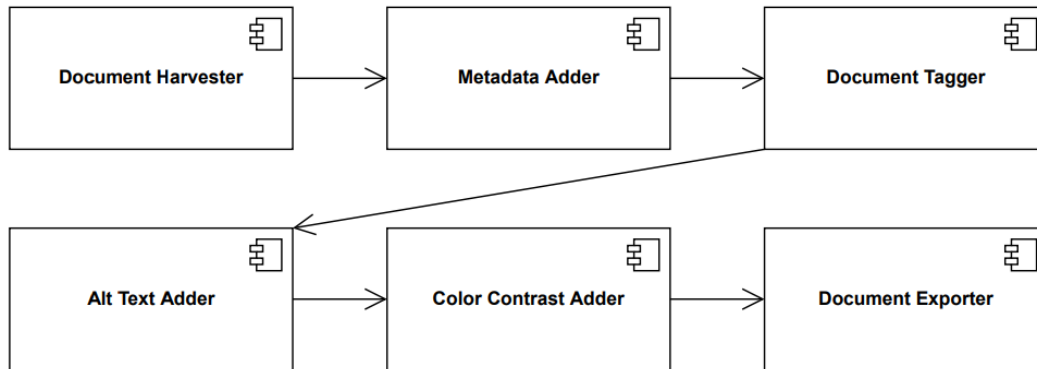 Document Harvester
Metadata Adder
Document Tagger
Alt Text Adder
Color Contrast Adder
Document Exporter